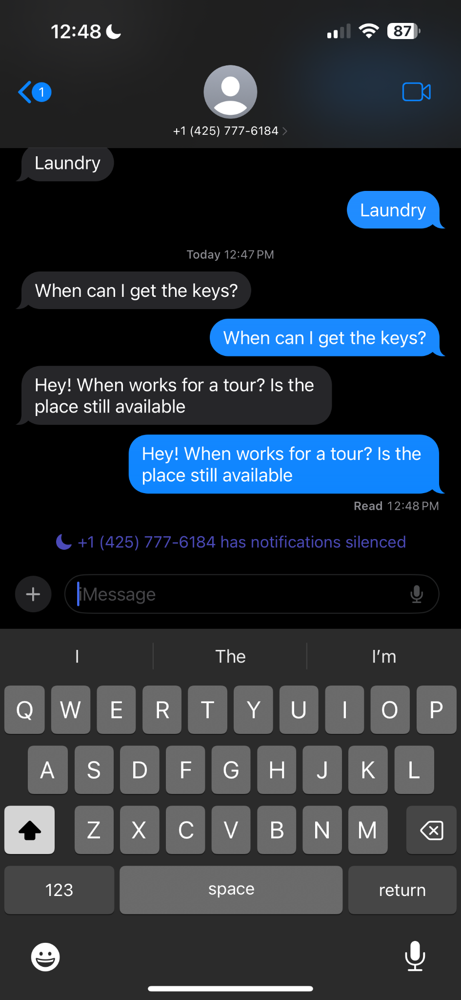 12:48
87
1
+1 (425) 777-6184
Laundry
Laundry
Today 12:47 PM
When can I get the keys?
When can I get the keys?
Hey! When works for a tour? Is the
place still available
Hey! When works for a tour? Is the
place still available
Read 12:48 PM
+1 (425) 777-6184 has notifications silenced
iMessage
I The I’m
Q W E R T Y U I O P
A S D F G H J K L
Z X C V B N M
123 space return